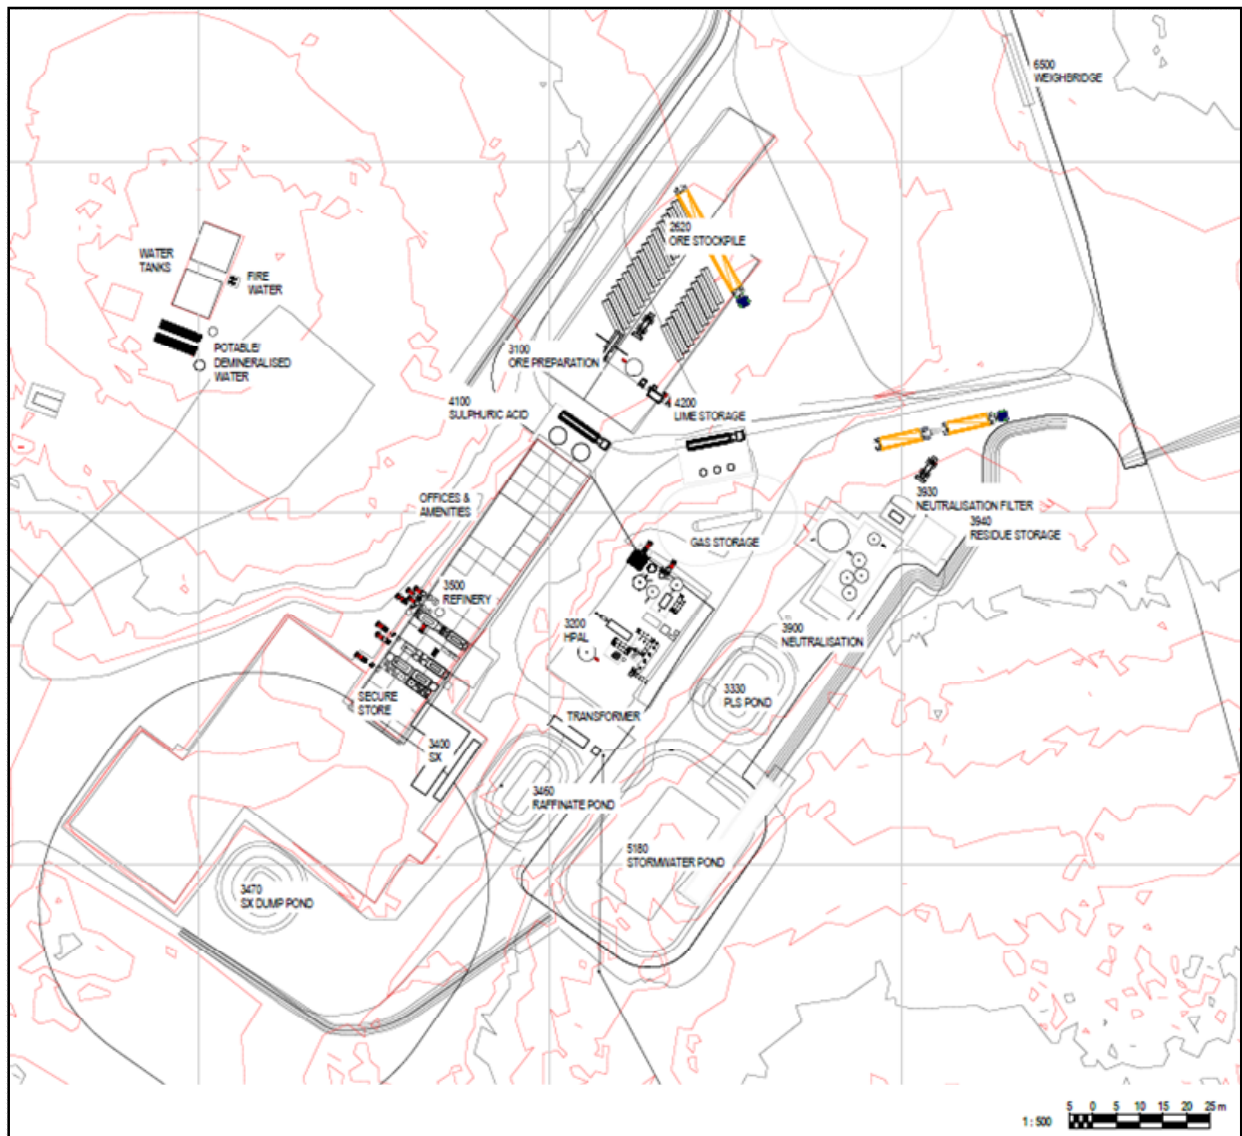 6500
WEIGHBRIDGE
2620
ORE STOCKPILE
WATER
TANKS
FIRE
WATER
POTABLE/
DEMINERALISED
WATER
3100
ORE PREPARATION
4100
SULPHURIC ACID
4200
LIME STORAGE
OFFICES &
AMENITIES
3930
NEUTRALISATION FILTER
3940
RESIDUE STORAGE
GAS STORAGE
3500
REFINERY
3200
HPAL
3900
NEUTRALISATION
SECURE
STORE
3330
PLS POND
TRANSFORMER
3400
SX
3460
RAFFINATE POND
5180
STORMWATER POND
3470
SX DUMP POND
1 : 500
5 0 5 10 15 20 25 m